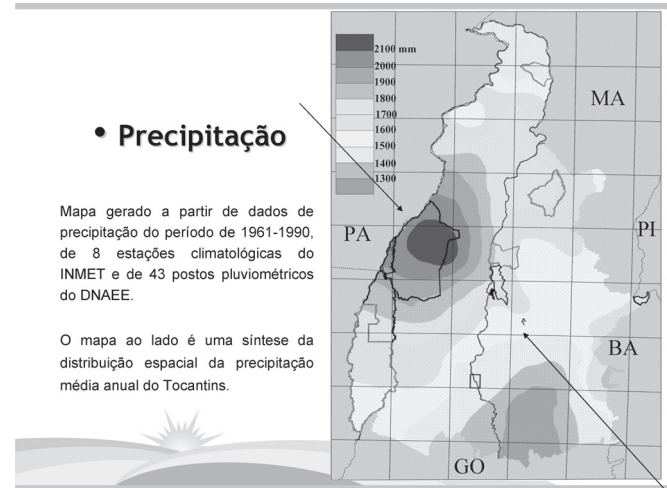 • Precipitação
Mapa gerado a partir de dados de
precipitação do período de 1961-1990,
de 8 estações climatológicas do
INMET e de 43 postos pluviométricos
do DNAEE.
O mapa ao lado é uma síntese da
distribuição espacial da precipitação
média anual do Tocantins.
2100 mm
2000
1900
1800
1700
1600
1500
1400
1300
MA
PA
PI
BA
GO